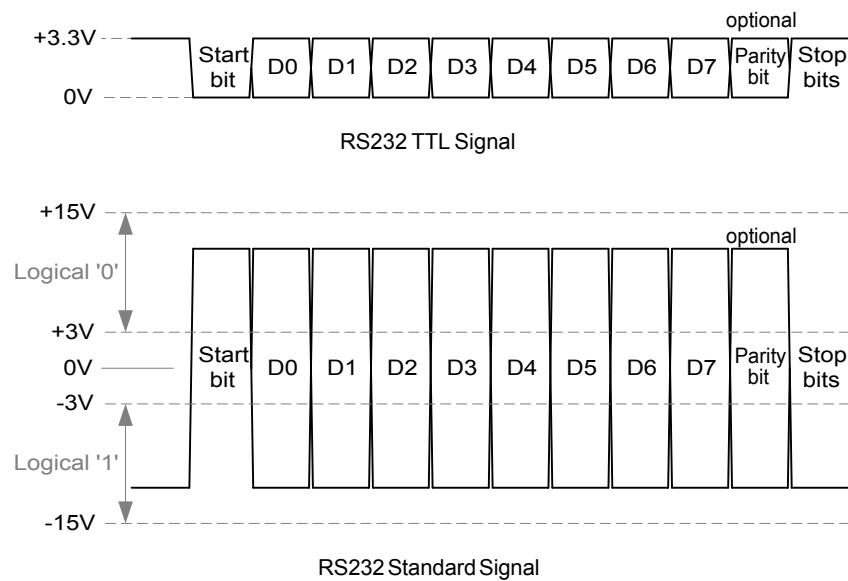 optional
+3.3V
Start bit D0 D1 D2 D3 D4 D5 D6 D7 Parity bit Stop bits
0V
RS232 TTL Signal
+15V
optional
Logical '0'
+3V
0V
Start bit D0 D1 D2 D3 D4 D5 D6 D7 Parity bit Stop bits
-3V
Logical '1'
-15V
RS232 Standard Signal